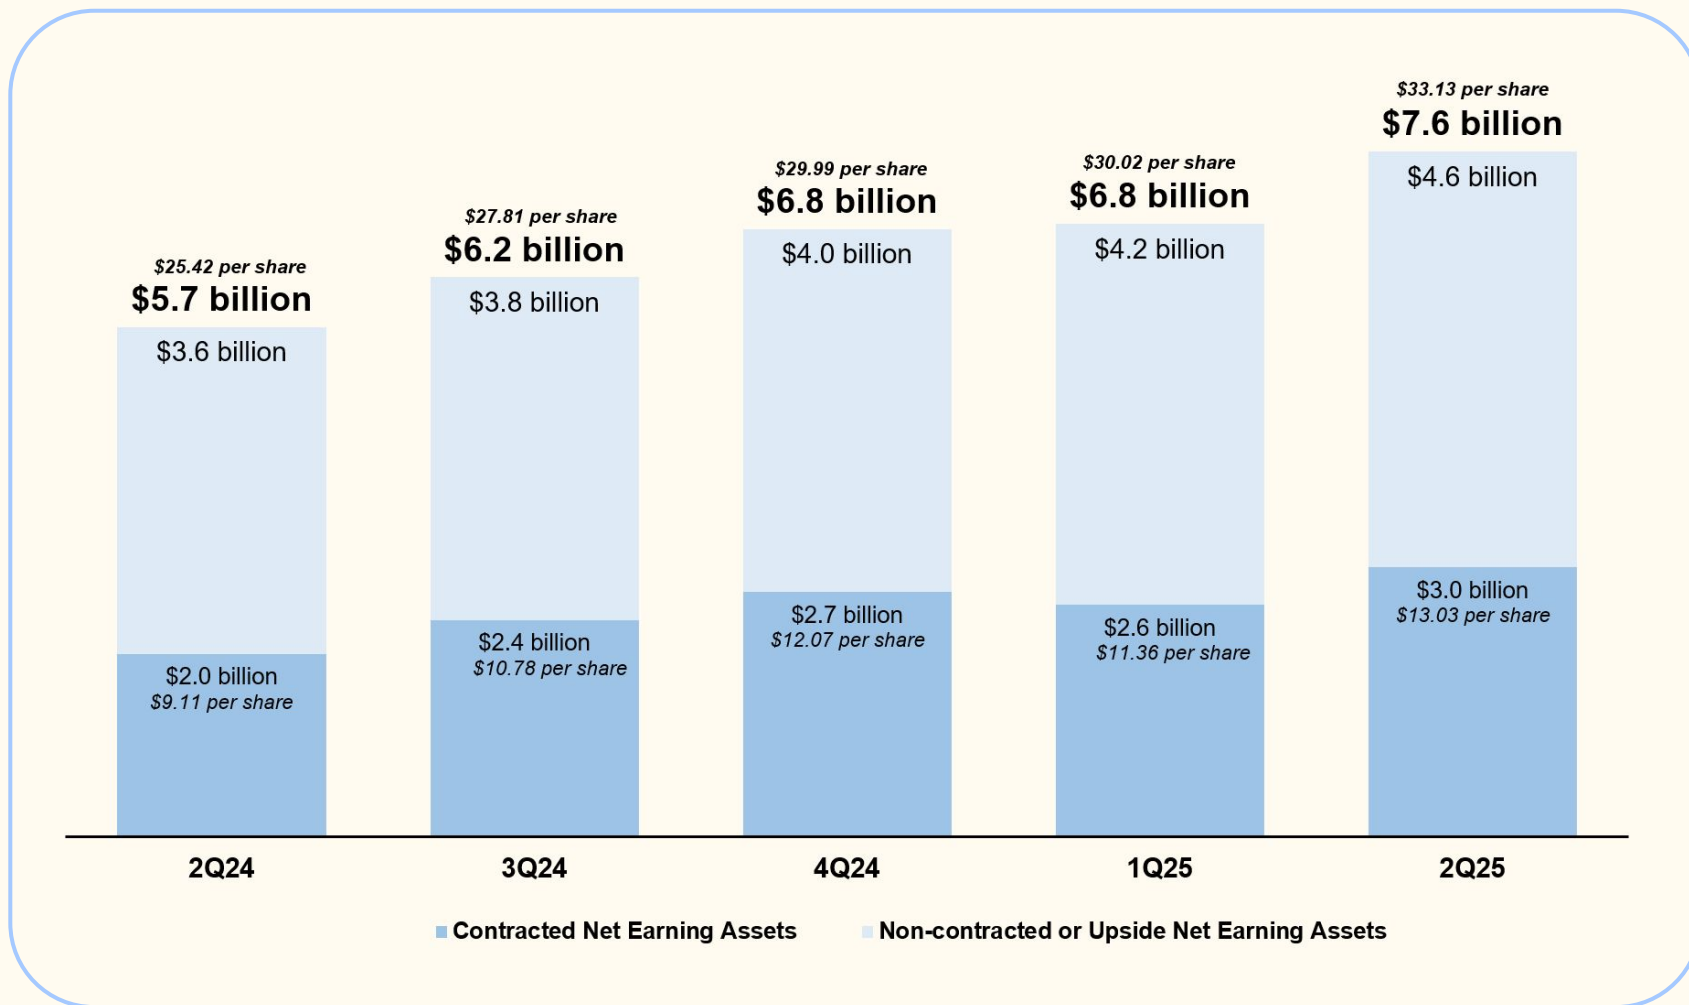 $25.42 per share
$5.7 billion
$3.6 billion
$2.0 billion
$9.11 per share
2Q24
$27.81 per share
$6.2 billion
$3.8 billion
$2.4 billion
$10.78 per share
3Q24
$29.99 per share
$6.8 billion
$4.0 billion
$2.7 billion
$12.07 per share
4Q24
$30.02 per share
$6.8 billion
$4.2 billion
$2.6 billion
$11.36 per share
1Q25
$33.13 per share
$7.6 billion
$4.6 billion
$3.0 billion
$13.03 per share
2Q25
Contracted Net Earning Assets
Non-contracted or Upside Net Earning Assets